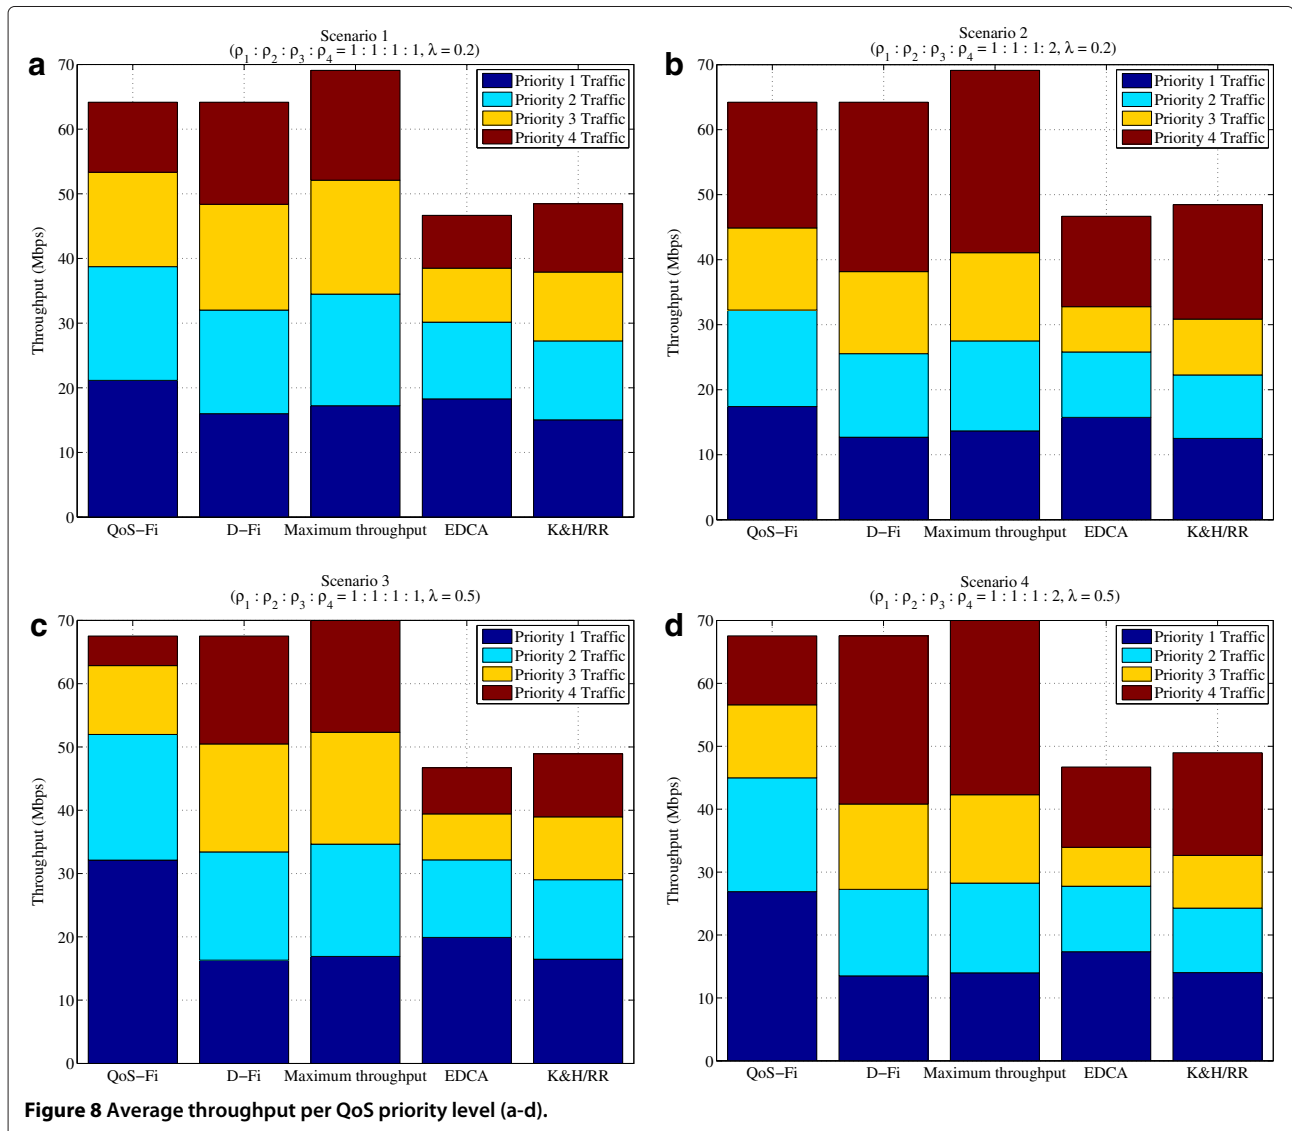 a
Scenario 1
(ρ1 : ρ2 : ρ3 : ρ4 = 1 : 1 : 1 : 1, λ = 0.2)
Throughput (Mbps)
70
60
50
40
30
20
10
0
Priority 1 Traffic
Priority 2 Traffic
Priority 3 Traffic
Priority 4 Traffic
QoS−Fi D−Fi Maximum throughput EDCA K&H/RR
b
Scenario 2
(ρ1 : ρ2 : ρ3 : ρ4 = 1 : 1 : 1: 2, λ = 0.2)
Throughput (Mbps)
70
60
50
40
30
20
10
0
Priority 1 Traffic
Priority 2 Traffic
Priority 3 Traffic
Priority 4 Traffic
QoS−Fi D−Fi Maximum throughput EDCA K&H/RR
c
Scenario 3
(ρ1 : ρ2 : ρ3 : ρ4 = 1 : 1 : 1 : 1, λ = 0.5)
Throughput (Mbps)
70
60
50
40
30
20
10
0
Priority 1 Traffic
Priority 2 Traffic
Priority 3 Traffic
Priority 4 Traffic
QoS−Fi D−Fi Maximum throughput EDCA K&H/RR
d
Scenario 4
(ρ1 : ρ2 : ρ3 : ρ4 = 1 : 1 : 1 : 2, λ = 0.5)
Throughput (Mbps)
70
60
50
40
30
20
10
0
Priority 1 Traffic
Priority 2 Traffic
Priority 3 Traffic
Priority 4 Traffic
QoS−Fi D−Fi Maximum throughput EDCA K&H/RR
Figure 8 Average throughput per QoS priority level (a-d).